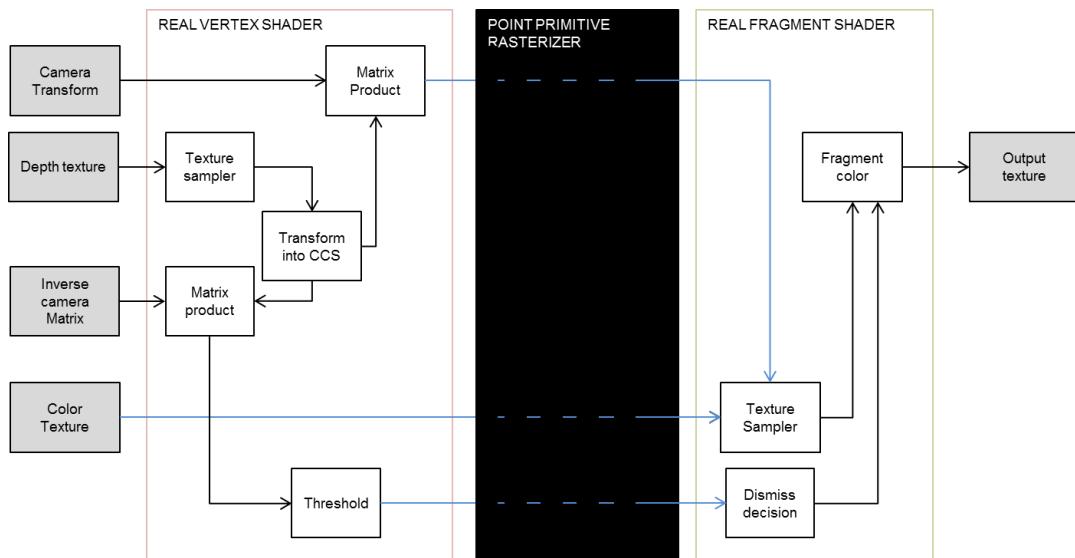 REAL VERTEX SHADER
POINT PRIMITIVE
RASTERIZER
REAL FRAGMENT SHADER
Camera
Transform
Matrix
Product
Depth texture
Texture
sampler
Fragment
color
Output
texture
Transform
into CCS
Inverse
camera
Matrix
Matrix
product
Color
Texture
Texture
Sampler
Threshold
Dismiss
decision